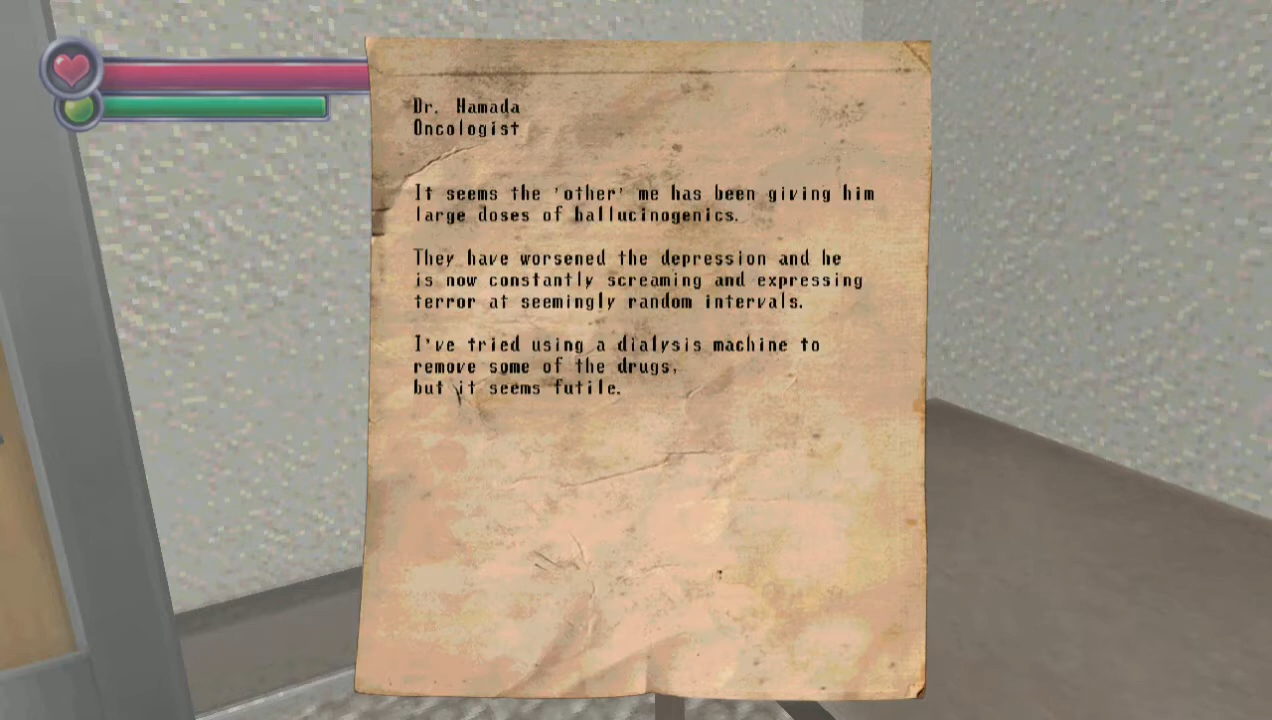 Dr. Hamada
Oncologist
It seems the 'other' me has been giving him
large doses of hallucinogenics.
They have worsened the depression and he
is now constantly screaming and expressing
terror at seemingly random intervals.
I've tried using a dialysis machine to
remove some of the drugs,
but it seems futile.